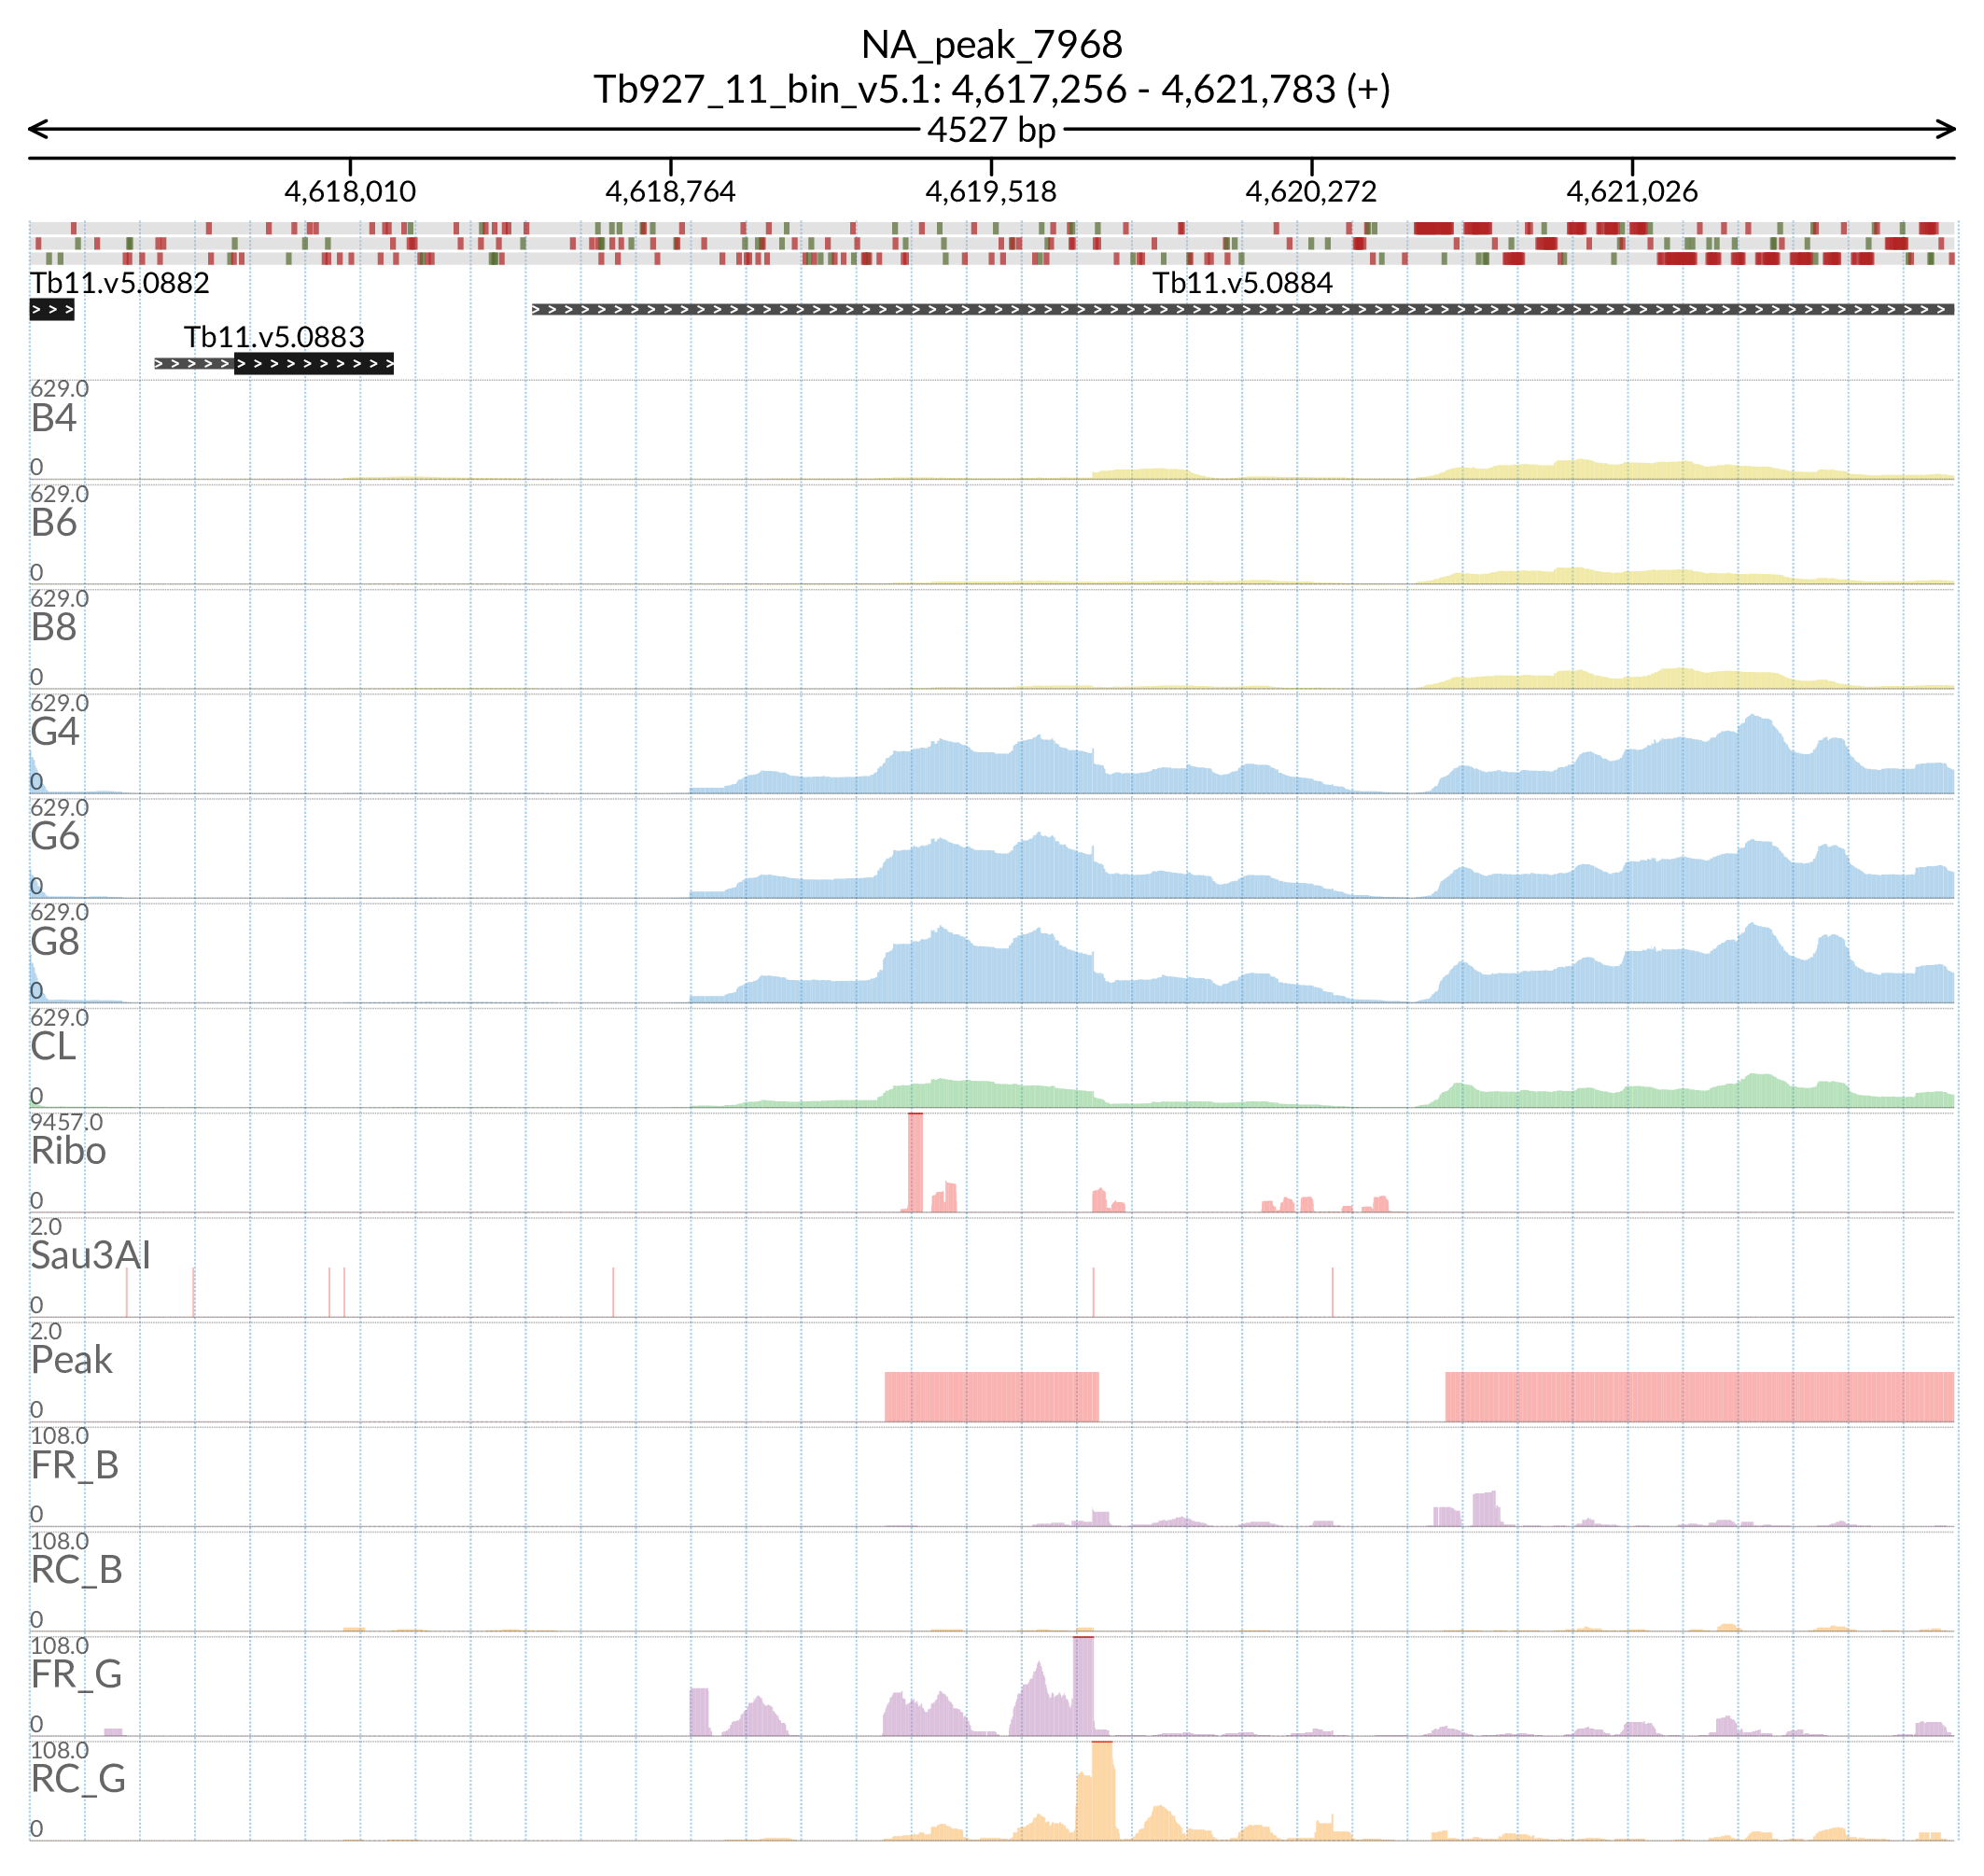 NA_peak_7968
Tb927_11_bin_v5.1: 4,617,256 - 4,621,783 (+)
4527 bp
4,618,010 4,618,764 4,619,518 4,620,272 4,621,026
Tb11.v5.0882 Tb11.v5.0884
Tb11.v5.0883
629.0
B4
0
629.0
B6
0
629.0
B8
0
629.0
G4
0
629.0
G6
0
629.0
G8
0
629.0
CL
0
9457.0
Ribo
0
2.0
Sau3AI
0
2.0
Peak
0
108.0
FR_B
0
108.0
RC_B
0
108.0
FR_G
0
108.0
RC_G
0